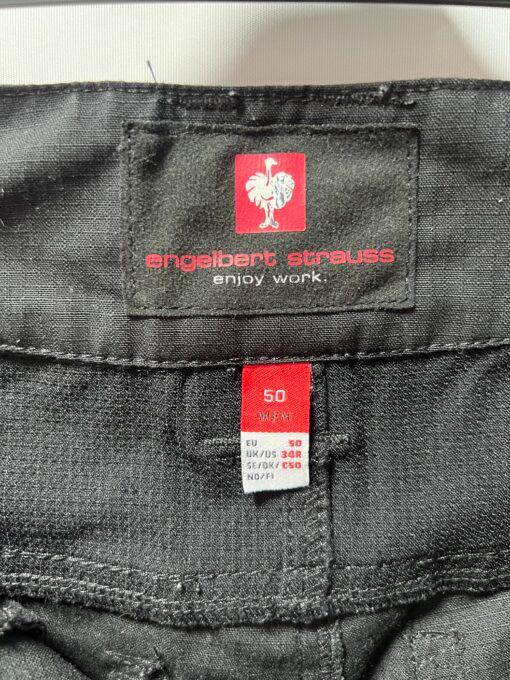 engelbert strauss
enjoy work.
50
EU 50
UK/US 34R
SE/DK/ C50
NO/FI